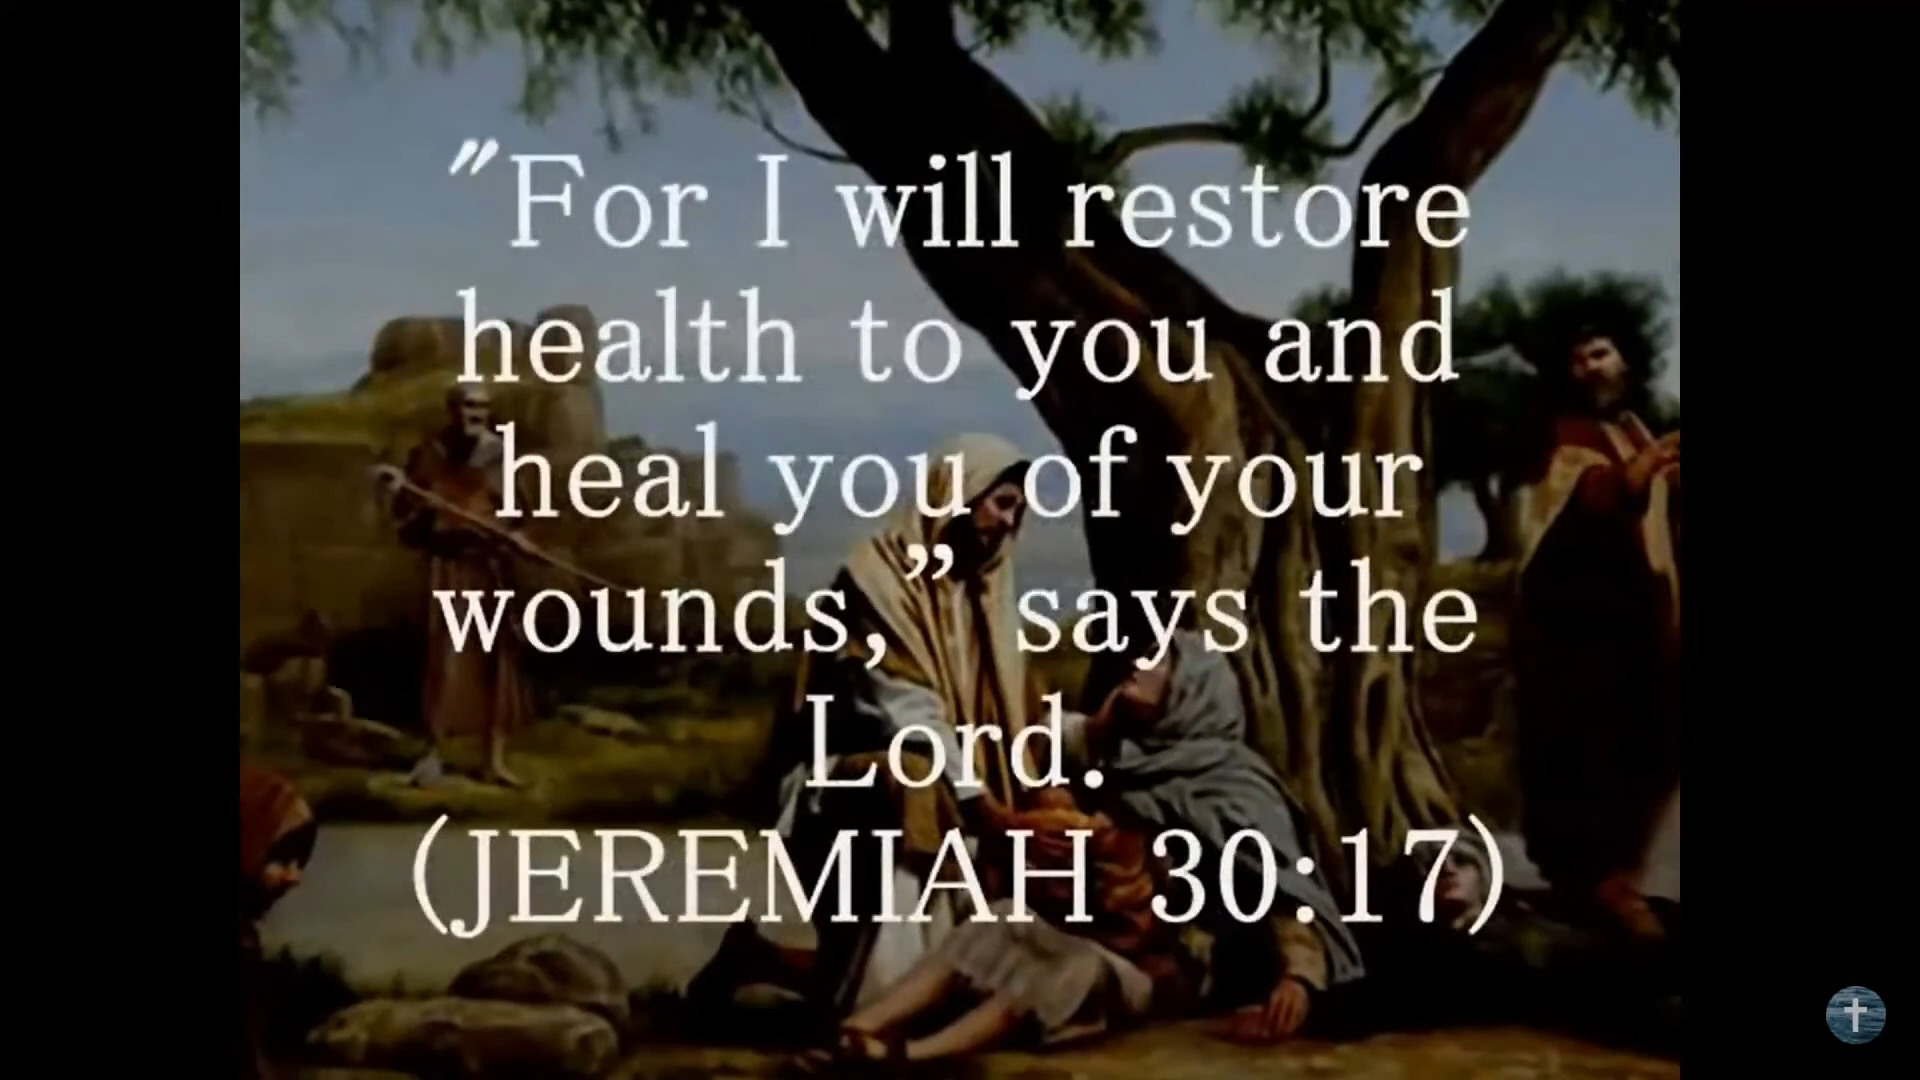 "For I will restore
health to you and
heal you of your
wounds,” says the
Lord.
(JEREMIAH 30:17)